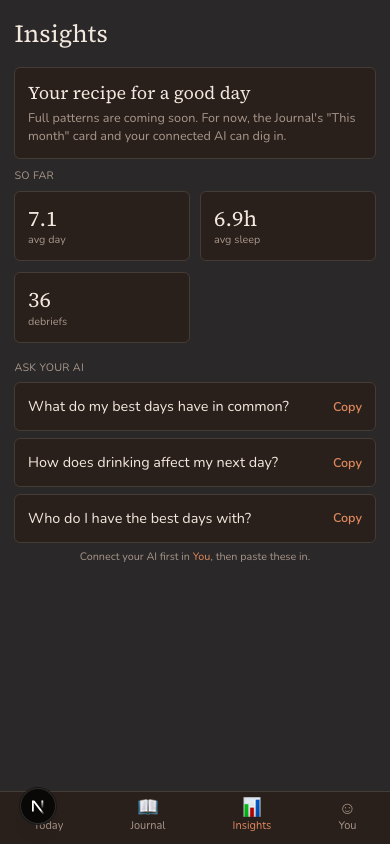 Insights
Your recipe for a good day
Full patterns are coming soon. For now, the Journal's "This
month" card and your connected AI can dig in.
SO FAR
7.1
avg day
6.9h
avg sleep
36
debriefs
ASK YOUR AI
What do my best days have in common?
Copy
How does drinking affect my next day?
Copy
Who do I have the best days with?
Copy
Connect your AI first in You, then paste these in.
N
Today
Journal
Insights
You